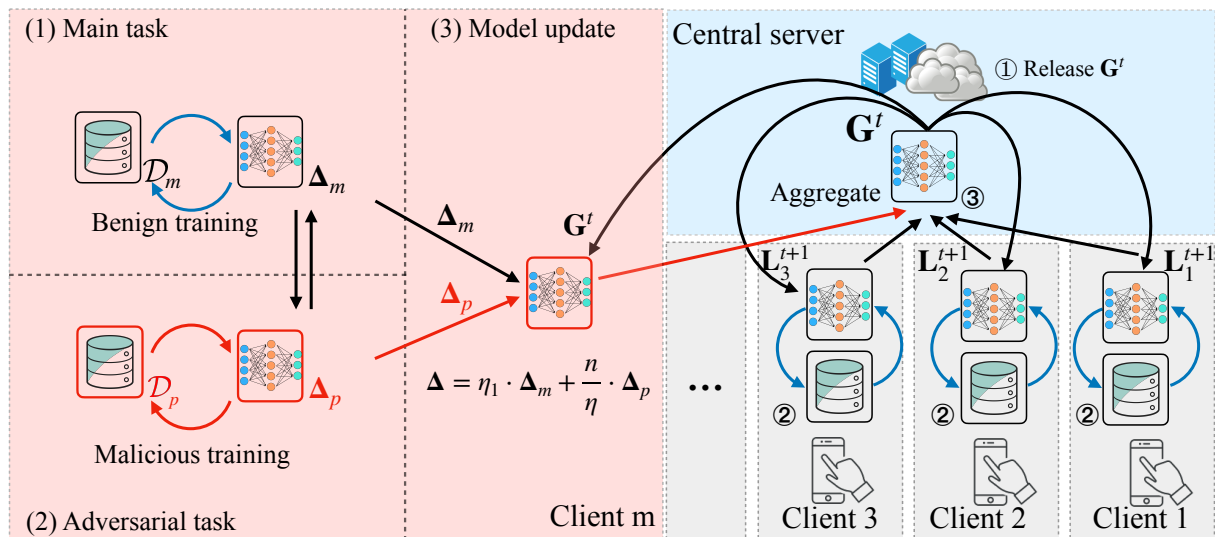 (1) Main task
(3) Model update
Central server
① Release G^t
G^t
𝒟_m
Δ_m
Benign training
Δ_m
G^t
Aggregate
③
L_3^{t+1}
L_2^{t+1}
L_1^{t+1}
Δ_p
𝒟_p
Δ_p
Δ = η_1 · Δ_m + n/η · Δ_p
...
②
②
②
Malicious training
(2) Adversarial task
Client m
Client 3
Client 2
Client 1